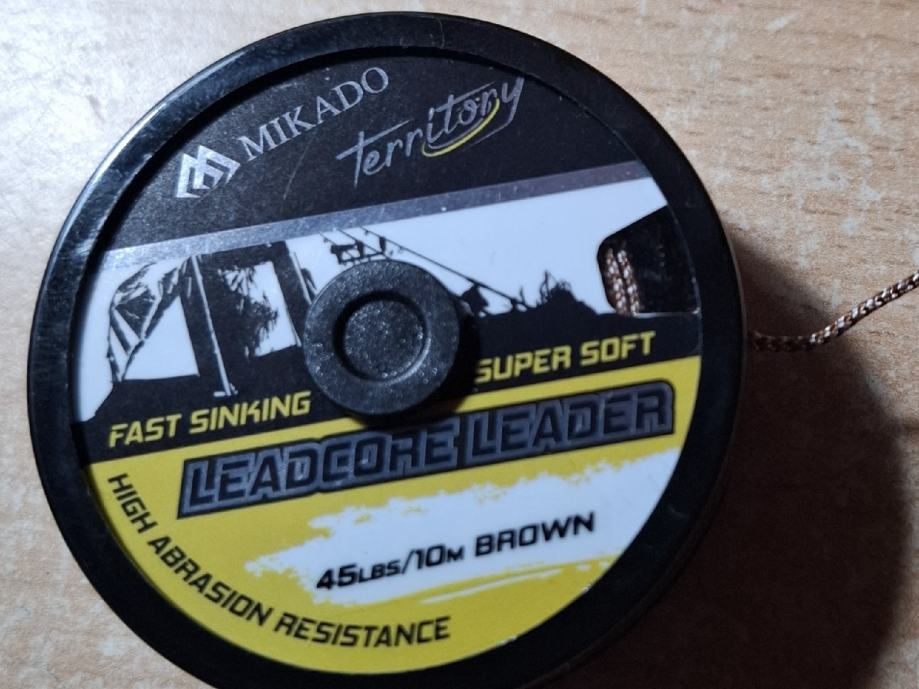 MIKADO
Territory
FAST SINKING
SUPER SOFT
LEADCORE LEADER
45LBS/10M BROWN
HIGH ABRASION RESISTANCE